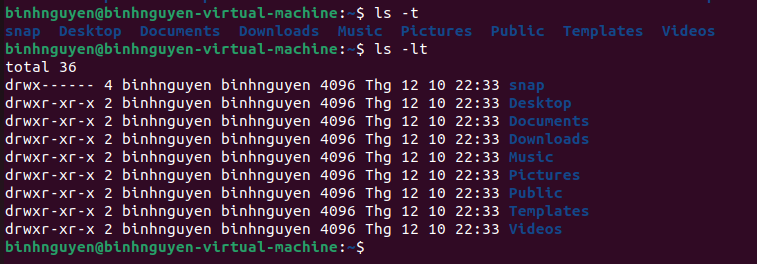 binhnguyen@binhnguyen-virtual-machine:~$ ls -t
snap Desktop Documents Downloads Music Pictures Public Templates Videos
binhnguyen@binhnguyen-virtual-machine:~$ ls -lt
total 36
drwx------ 4 binhnguyen binhnguyen 4096 Thg 12 10 22:33 snap
drwxr-xr-x 2 binhnguyen binhnguyen 4096 Thg 12 10 22:33 Desktop
drwxr-xr-x 2 binhnguyen binhnguyen 4096 Thg 12 10 22:33 Documents
drwxr-xr-x 2 binhnguyen binhnguyen 4096 Thg 12 10 22:33 Downloads
drwxr-xr-x 2 binhnguyen binhnguyen 4096 Thg 12 10 22:33 Music
drwxr-xr-x 2 binhnguyen binhnguyen 4096 Thg 12 10 22:33 Pictures
drwxr-xr-x 2 binhnguyen binhnguyen 4096 Thg 12 10 22:33 Public
drwxr-xr-x 2 binhnguyen binhnguyen 4096 Thg 12 10 22:33 Templates
drwxr-xr-x 2 binhnguyen binhnguyen 4096 Thg 12 10 22:33 Videos
binhnguyen@binhnguyen-virtual-machine:~$